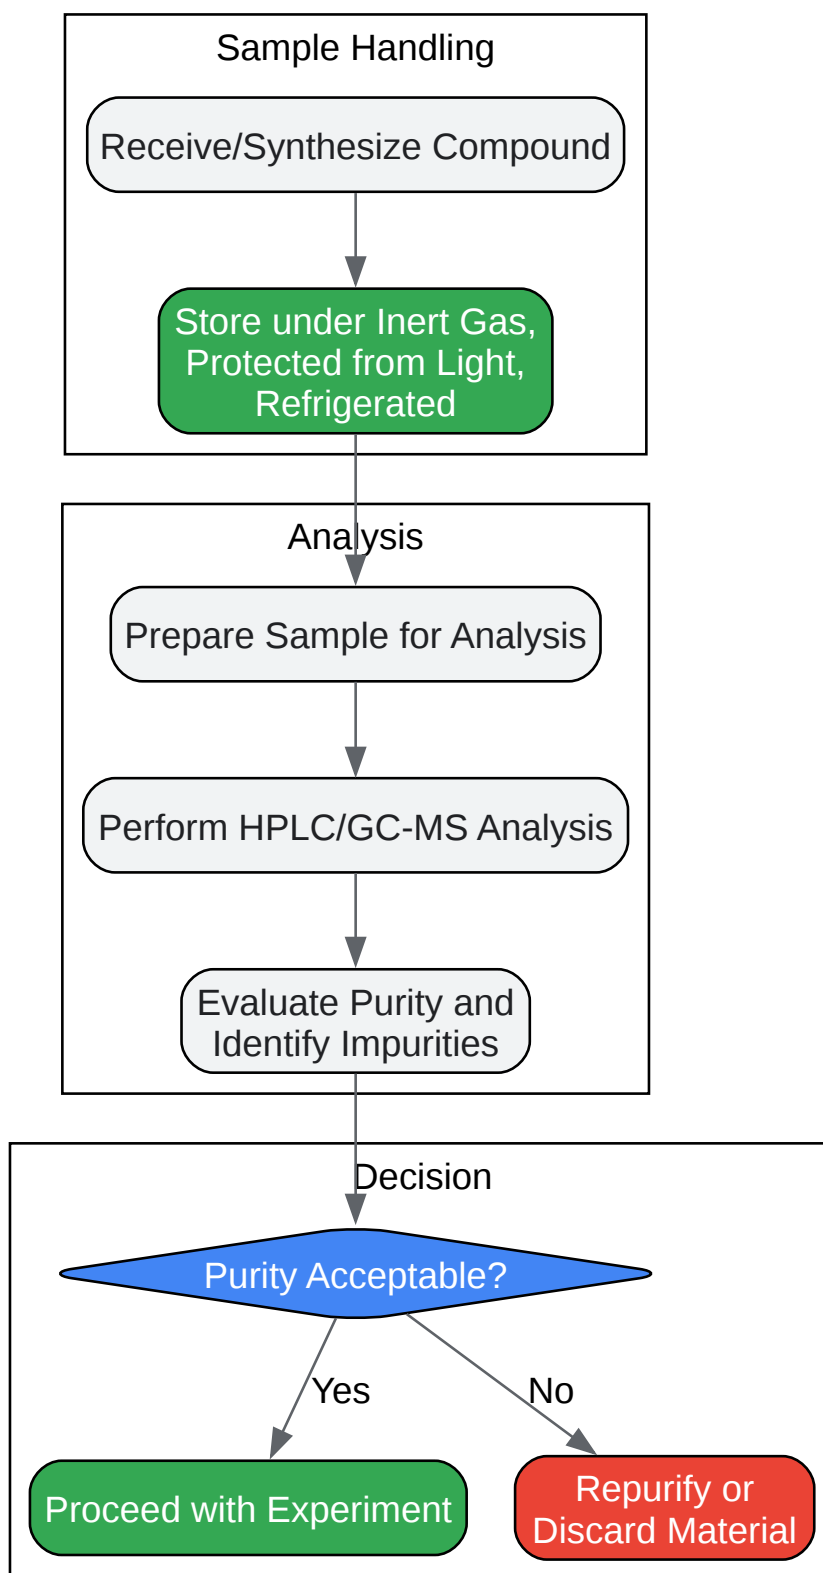 Sample Handling
Receive/Synthesize Compound
Store under Inert Gas,
Protected from Light,
Refrigerated
Analysis
Prepare Sample for Analysis
Perform HPLC/GC-MS Analysis
Evaluate Purity and
Identify Impurities
Decision
Purity Acceptable?
Yes
No
Proceed with Experiment
Repurify or
Discard Material